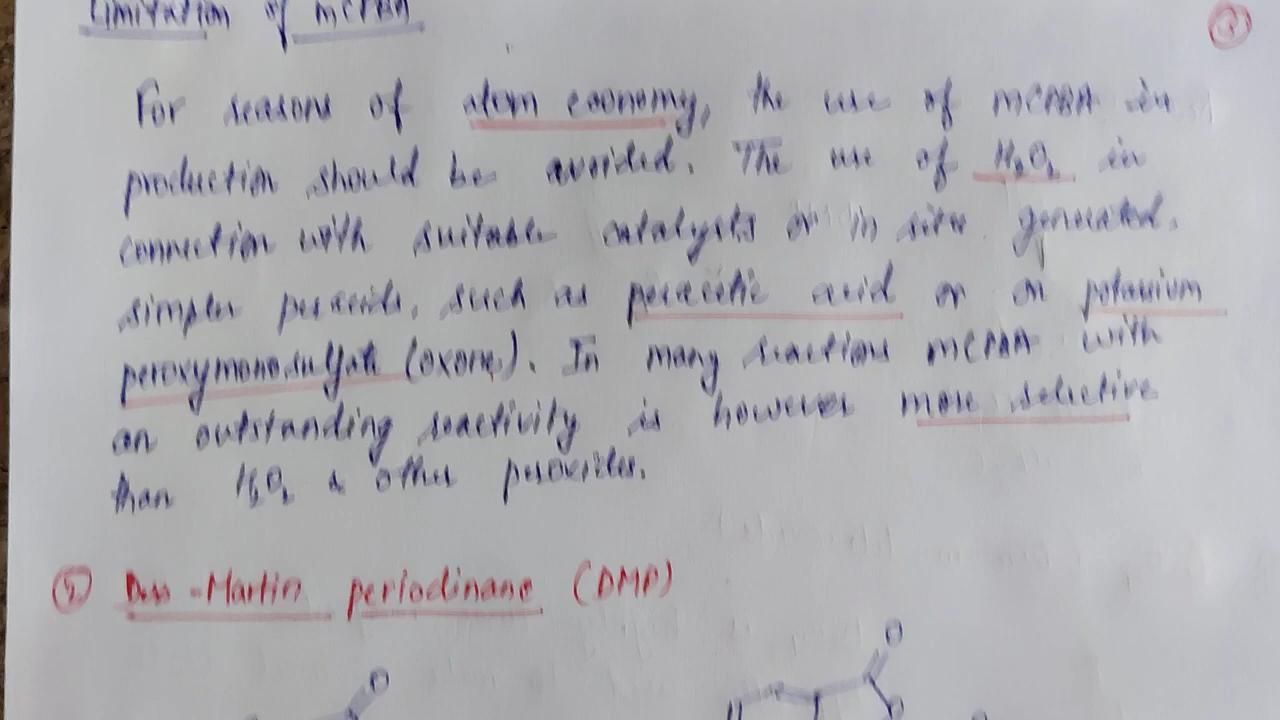 Limitation of mCPBA
For reasons of atom economy, the use of mCPBA in
production should be avoided. The use of H2O2 in
connection with suitable catalysts or in situ generated.
simpler peracids, such as peracetic acid or on potassium
peroxymonosulfate (oxone). In many reactions mCPBA with
an outstanding reactivity is however more selective
than H2O2 & other peroxides.
5 Dess-Martin periodinane (DMP)
O
O
O